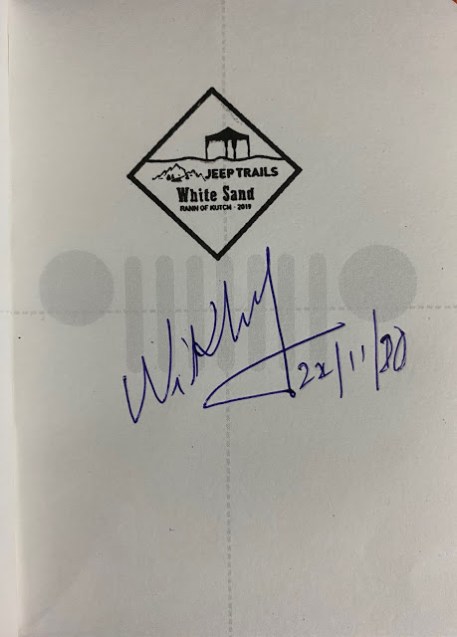 JEEP TRAILS
White Sand
RANN OF KUTCH - 2019
22/11/20